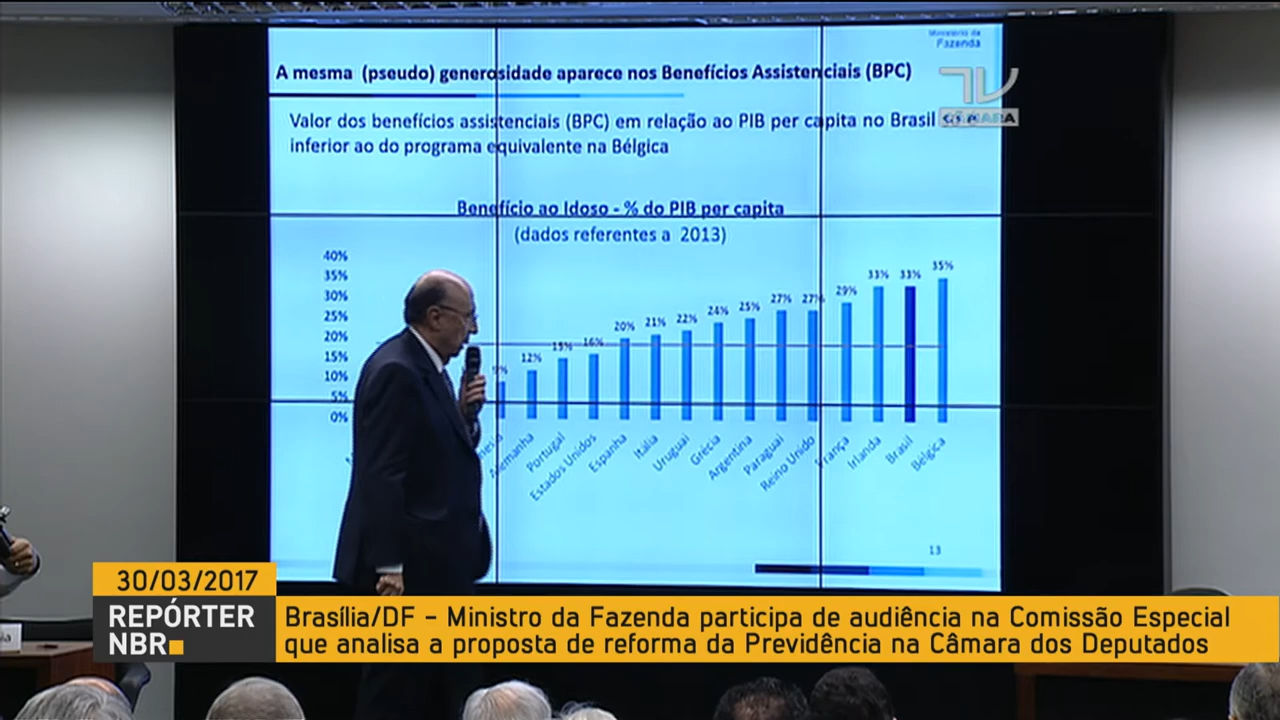 Ministério da
Fazenda
A mesma (pseudo) generosidade aparece nos Benefícios Assistenciais (BPC)
TV
CÂMARA
Valor dos benefícios assistenciais (BPC) em relação ao PIB per capita no Brasil
inferior ao do programa equivalente na Bélgica
Benefício ao Idoso - % do PIB per capita
(dados referentes a 2013)
40%
35%
30%
25%
20%
15%
10%
5%
0%
12% 15% 16% 20% 21% 22% 24% 25% 27% 27% 29% 33% 33% 35%
Alemanha Portugal Estados Unidos Espanha Itália Uruguai Grécia Argentina Paraguai Reino Unido França Irlanda Brasil Bélgica
13
30/03/2017
REPÓRTER
NBR
Brasília/DF – Ministro da Fazenda participa de audiência na Comissão Especial
que analisa a proposta de reforma da Previdência na Câmara dos Deputados